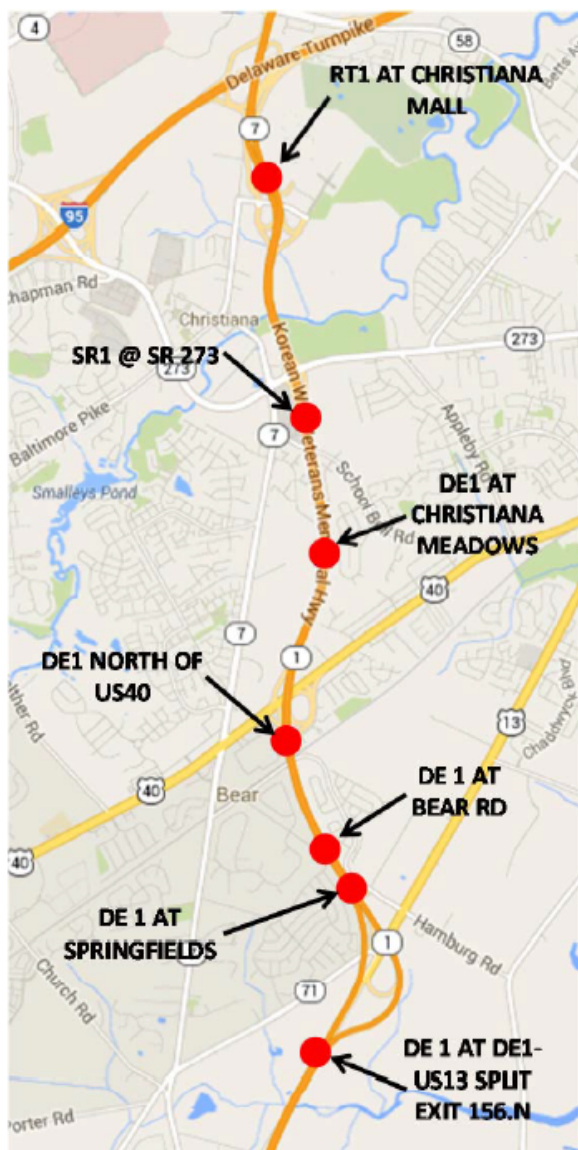 4
58
Delaware Turnpike
RT1 AT CHRISTIANA
MALL
7
95
Chapman Rd
Christiana
273
SR1 @ SR 273
273
Baltimore Pike
7
Appleby Rd
School Bell Rd
Smalleys Pond
DE1 AT
CHRISTIANA
MEADOWS
40
7
1
DE1 NORTH OF
US40
13
Chaddwyck Blvd
40
Bear
DE 1 AT
BEAR RD
40
DE 1 AT
SPRINGFIELDS
Hamburg Rd
1
71
Church Rd
DE 1 AT DE1-
US13 SPLIT
EXIT 156.N
Porter Rd